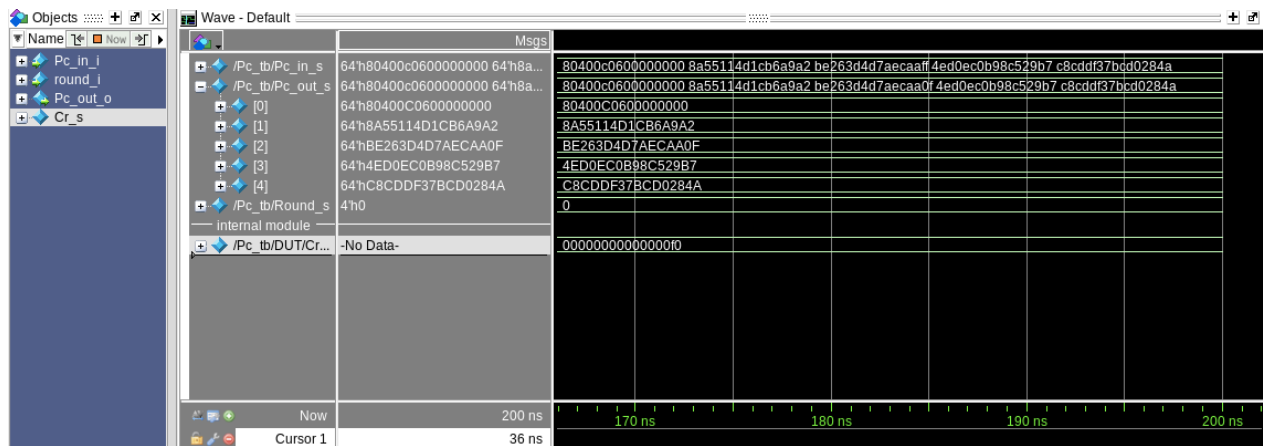 Objects
Wave - Default
Name
Now
Msgs
Pc_in_i
round_i
Pc_out_o
Cr_s
/Pc_tb/Pc_in_s 64'h80400c0600000000 64'h8a... 80400c0600000000 8a55114d1cb6a9a2 be263d4d7aecaaff 4ed0ec0b98c529b7 c8cddf37bcd0284a
/Pc_tb/Pc_out_s 64'h80400c0600000000 64'h8a... 80400c0600000000 8a55114d1cb6a9a2 be263d4d7aecaa0f 4ed0ec0b98c529b7 c8cddf37bcd0284a
[0] 64'h80400C0600000000 80400C0600000000
[1] 64'h8A55114D1CB6A9A2 8A55114D1CB6A9A2
[2] 64'hBE263D4D7AECAA0F BE263D4D7AECAA0F
[3] 64'h4ED0EC0B98C529B7 4ED0EC0B98C529B7
[4] 64'hC8CDDF37BCD0284A C8CDDF37BCD0284A
/Pc_tb/Round_s 4'h0 0
internal module
/Pc_tb/DUT/Cr... -No Data- 00000000000000f0
Now 200 ns
170 ns 180 ns 190 ns 200 ns
Cursor 1 36 ns